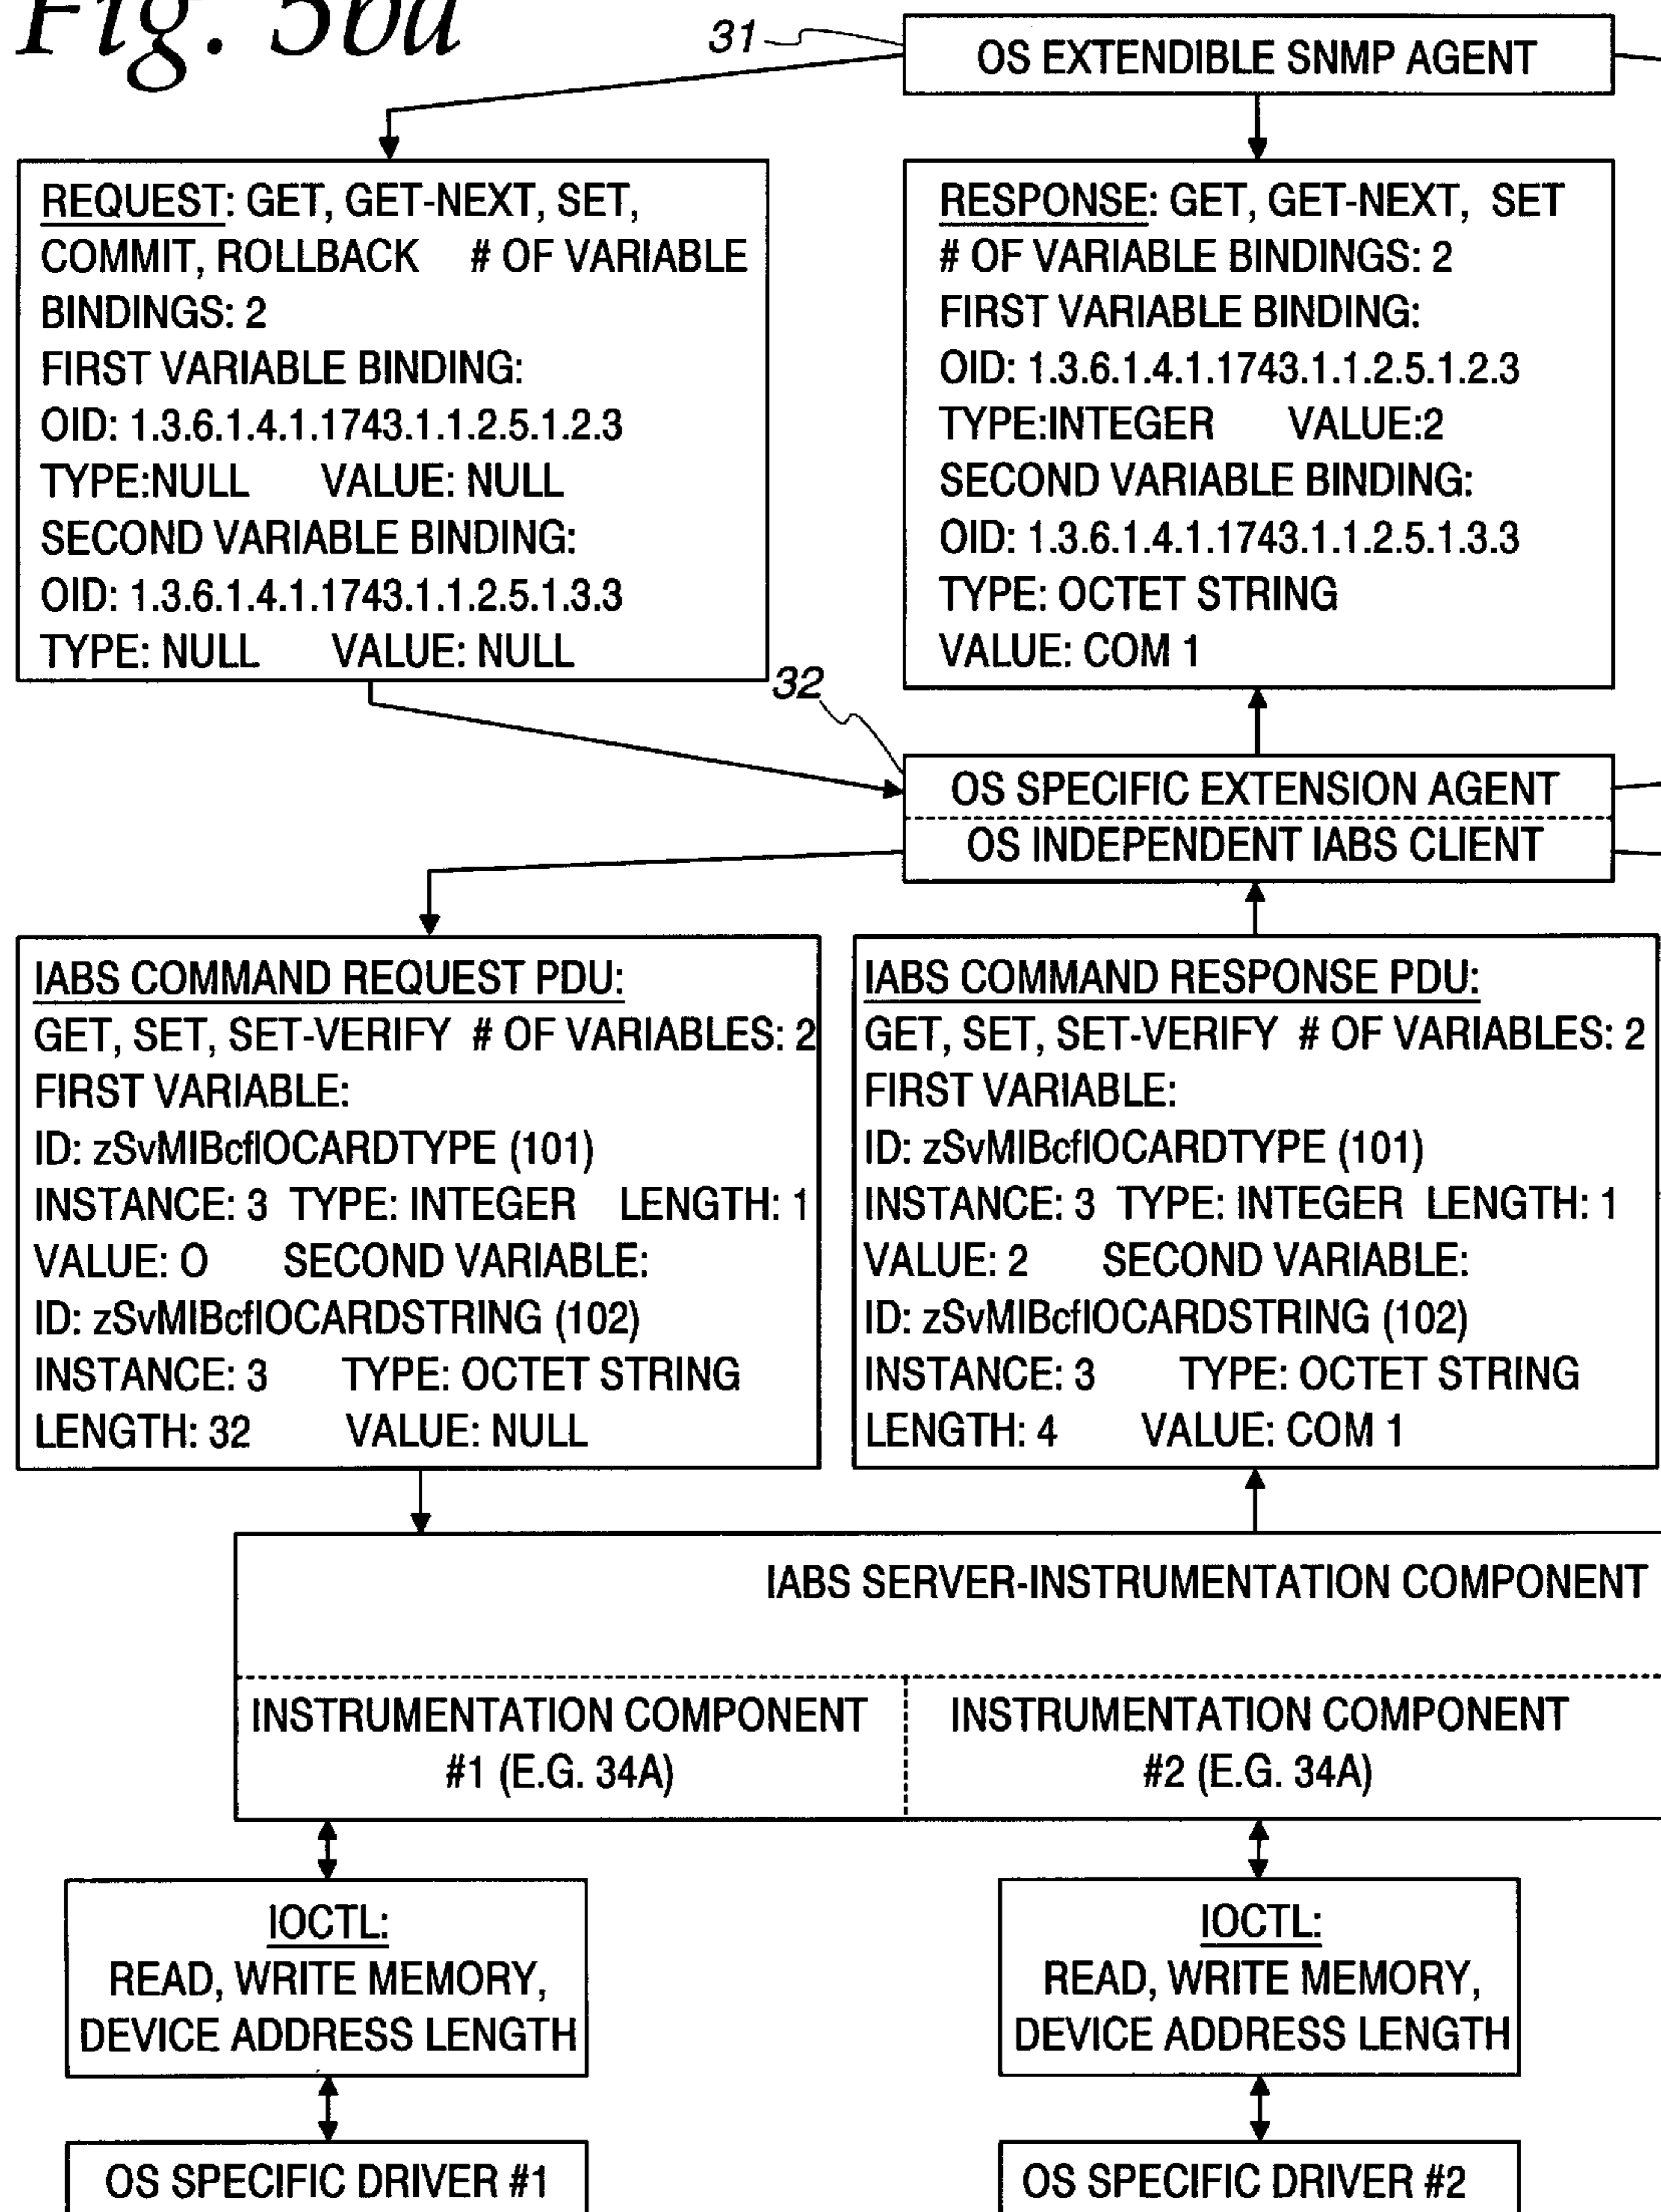 Fig. 36a
31
OS EXTENDIBLE SNMP AGENT
REQUEST: GET, GET-NEXT, SET,
COMMIT, ROLLBACK # OF VARIABLE
BINDINGS: 2
FIRST VARIABLE BINDING:
OID: 1.3.6.1.4.1.1743.1.1.2.5.1.2.3
TYPE:NULL VALUE: NULL
SECOND VARIABLE BINDING:
OID: 1.3.6.1.4.1.1743.1.1.2.5.1.3.3
TYPE: NULL VALUE: NULL
RESPONSE: GET, GET-NEXT, SET
# OF VARIABLE BINDINGS: 2
FIRST VARIABLE BINDING:
OID: 1.3.6.1.4.1.1743.1.1.2.5.1.2.3
TYPE:INTEGER VALUE:2
SECOND VARIABLE BINDING:
OID: 1.3.6.1.4.1.1743.1.1.2.5.1.3.3
TYPE: OCTET STRING
VALUE: COM 1
32
OS SPECIFIC EXTENSION AGENT
OS INDEPENDENT IABS CLIENT
IABS COMMAND REQUEST PDU:
GET, SET, SET-VERIFY # OF VARIABLES: 2
FIRST VARIABLE:
ID: zSvMIBcfIOCARDTYPE (101)
INSTANCE: 3 TYPE: INTEGER LENGTH: 1
VALUE: O SECOND VARIABLE:
ID: zSvMIBcfIOCARDSTRING (102)
INSTANCE: 3 TYPE: OCTET STRING
LENGTH: 32 VALUE: NULL
IABS COMMAND RESPONSE PDU:
GET, SET, SET-VERIFY # OF VARIABLES: 2
FIRST VARIABLE:
ID: zSvMIBcfIOCARDTYPE (101)
INSTANCE: 3 TYPE: INTEGER LENGTH: 1
VALUE: 2 SECOND VARIABLE:
ID: zSvMIBcfIOCARDSTRING (102)
INSTANCE: 3 TYPE: OCTET STRING
LENGTH: 4 VALUE: COM 1
IABS SERVER-INSTRUMENTATION COMPONENT
INSTRUMENTATION COMPONENT
#1 (E.G. 34A)
INSTRUMENTATION COMPONENT
#2 (E.G. 34A)
IOCTL:
READ, WRITE MEMORY,
DEVICE ADDRESS LENGTH
IOCTL:
READ, WRITE MEMORY,
DEVICE ADDRESS LENGTH
OS SPECIFIC DRIVER #1
OS SPECIFIC DRIVER #2